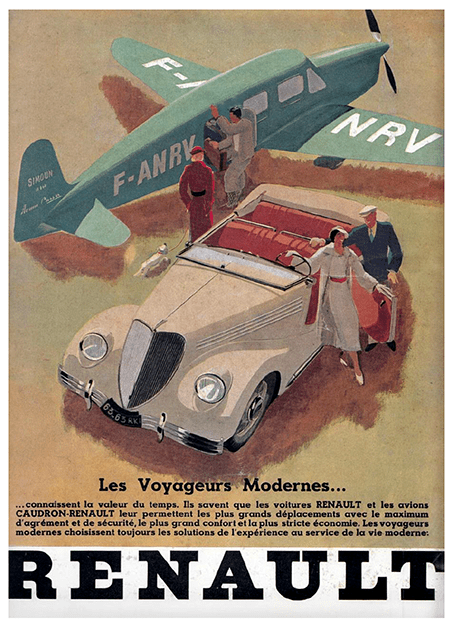 F-A
NRV
F-ANRV
SIMOUN
6363 RK
Les Voyageurs Modernes...
...connaissent la valeur du temps. Ils savent que les voitures RENAULT et les avions
CAUDRON-RENAULT leur permettent les plus grands déplacements avec le maximum
d'agrément et de sécurité, le plus grand confort et la plus stricte économie. Les voyageurs
modernes choisissent toujours les solutions de l'expérience au service de la vie moderne.
RENAULT